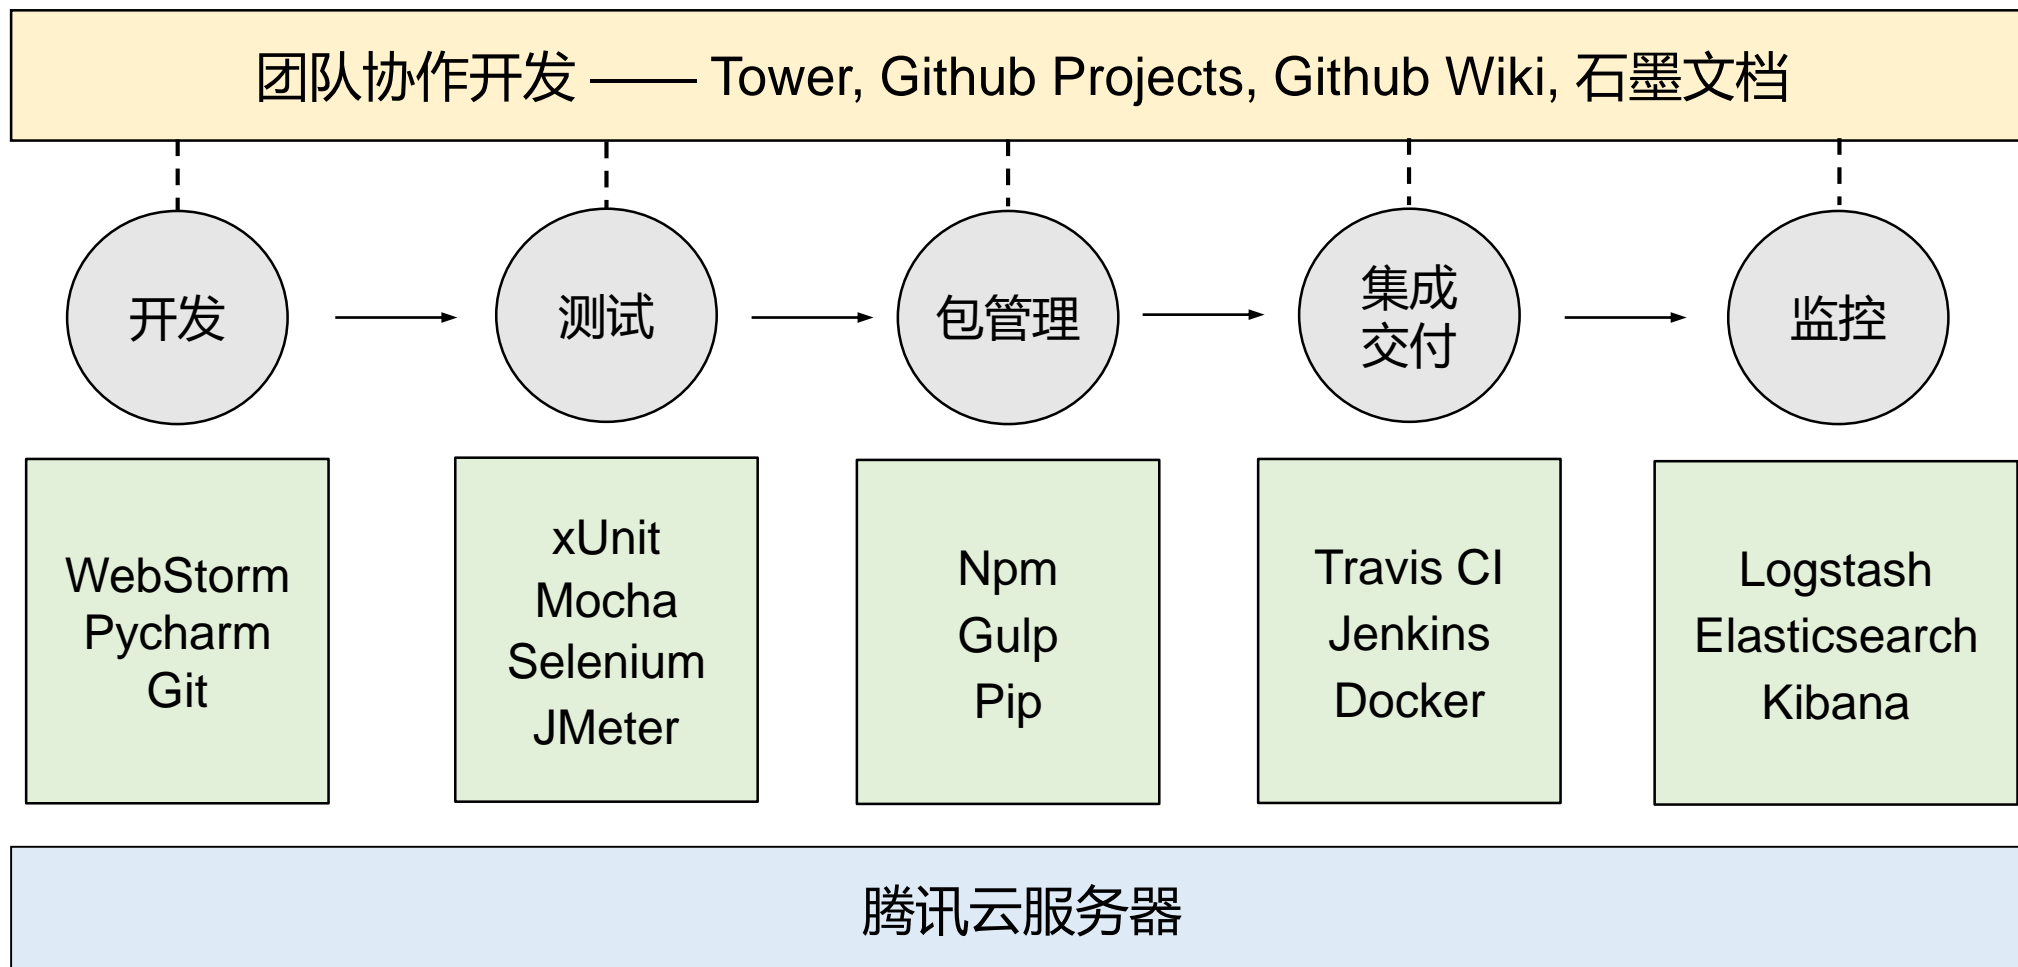 团队协作开发 —— Tower, Github Projects, Github Wiki, 石墨文档
开发
测试
包管理
集成
交付
监控
WebStorm
Pycharm
Git
xUnit
Mocha
Selenium
JMeter
Npm
Gulp
Pip
Travis CI
Jenkins
Docker
Logstash
Elasticsearch
Kibana
腾讯云服务器